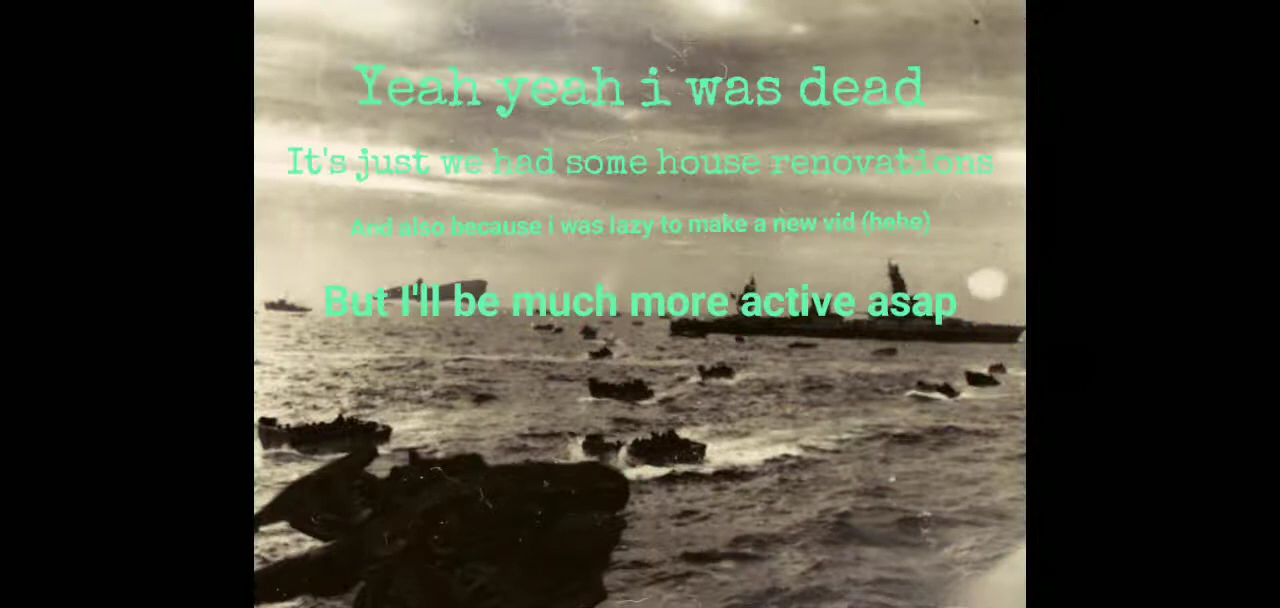 Yeah yeah i was dead
It's just we had some house renovations
And also because i was lazy to make a new vid (hehe)
But I'll be much more active asap